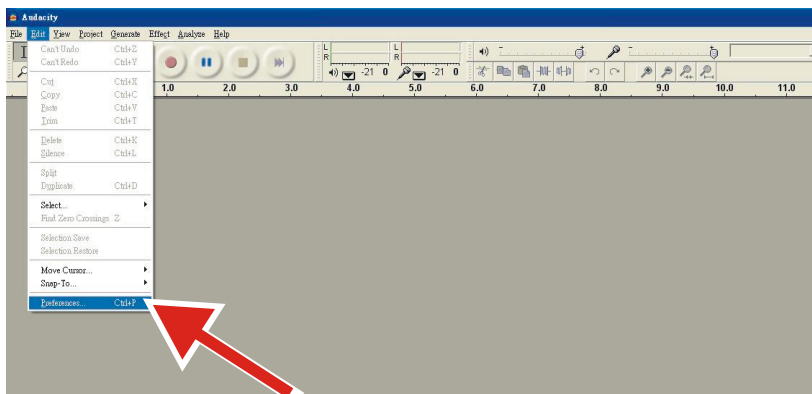 Audacity
File Edit View Project Generate Effect Analyze Help
Can't Undo Ctrl+Z
Can't Redo Ctrl+Y
Cut Ctrl+X
Copy Ctrl+C
Paste Ctrl+V
Trim Ctrl+T
Delete Ctrl+K
Silence Ctrl+L
Split
Duplicate Ctrl+D
Select...
Find Zero Crossings Z
Selection Save
Selection Restore
Move Cursor...
Snap-To...
Preferences... Ctrl+P
L
R
L
R
-21 0
-21 0
1.0 2.0 3.0 4.0 5.0 6.0 7.0 8.0 9.0 10.0 11.0